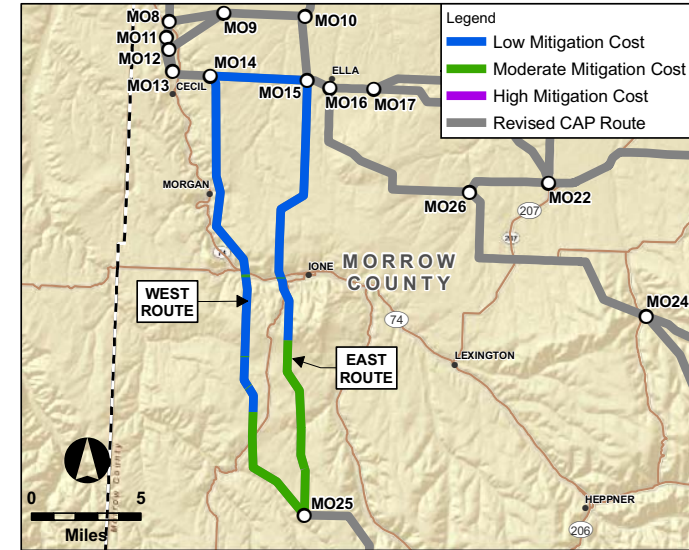 MO8
MO9
MO10
MO11
MO12
MO13
CECIL
MO14
MO15
ELLA
MO16
MO17
Legend
Low Mitigation Cost
Moderate Mitigation Cost
High Mitigation Cost
Revised CAP Route
MORGAN
MO26
MO22
207
207
74
IONE
MORROW
COUNTY
WEST
ROUTE
74
MO24
EAST
ROUTE
LEXINGTON
MO25
HEPPNER
206
0
5
Miles
Morrow County